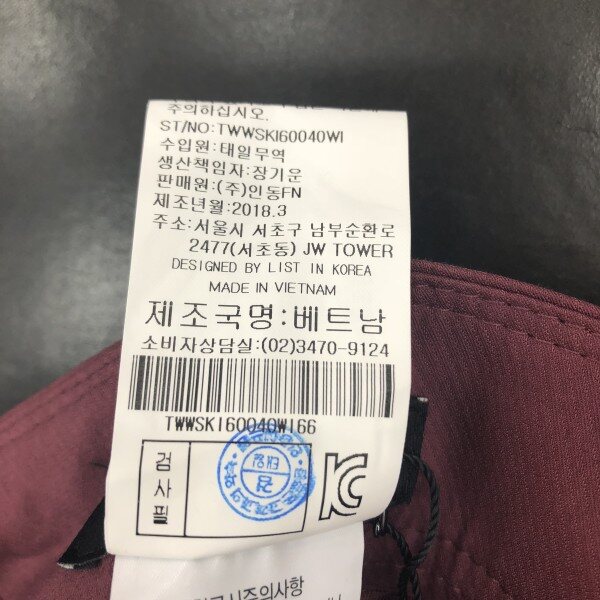 주의하십시오.
ST/NO:TWWSKI60040WI
수입원:태일무역
생산책임자:장기운
판매원:(주)인동FN
제조년월:2018.3
주소:서울시 서초구 남부순환로
2477(서초동) JW TOWER
DESIGNED BY LIST IN KOREA
MADE IN VIETNAM
제조국명:베트남
소비자상담실:(02)3470-9124
TWWSKI60040WI66
검사필